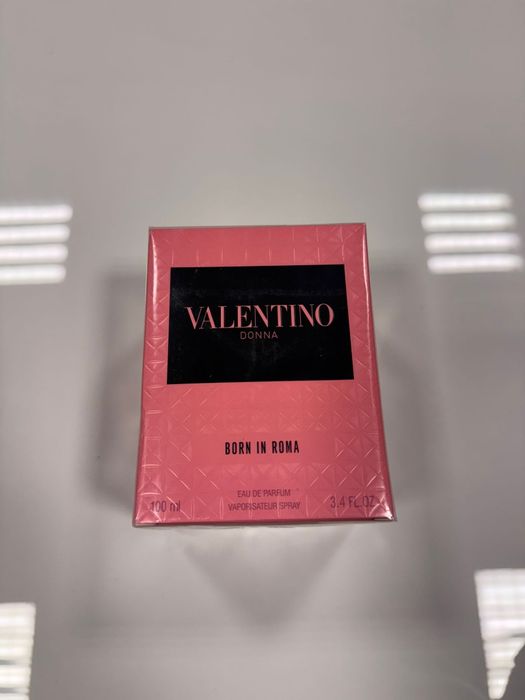 VALENTINO
DONNA
BORN IN ROMA
EAU DE PARFUM
100 ml VAPORISATEUR SPRAY 3.4 FL.OZ